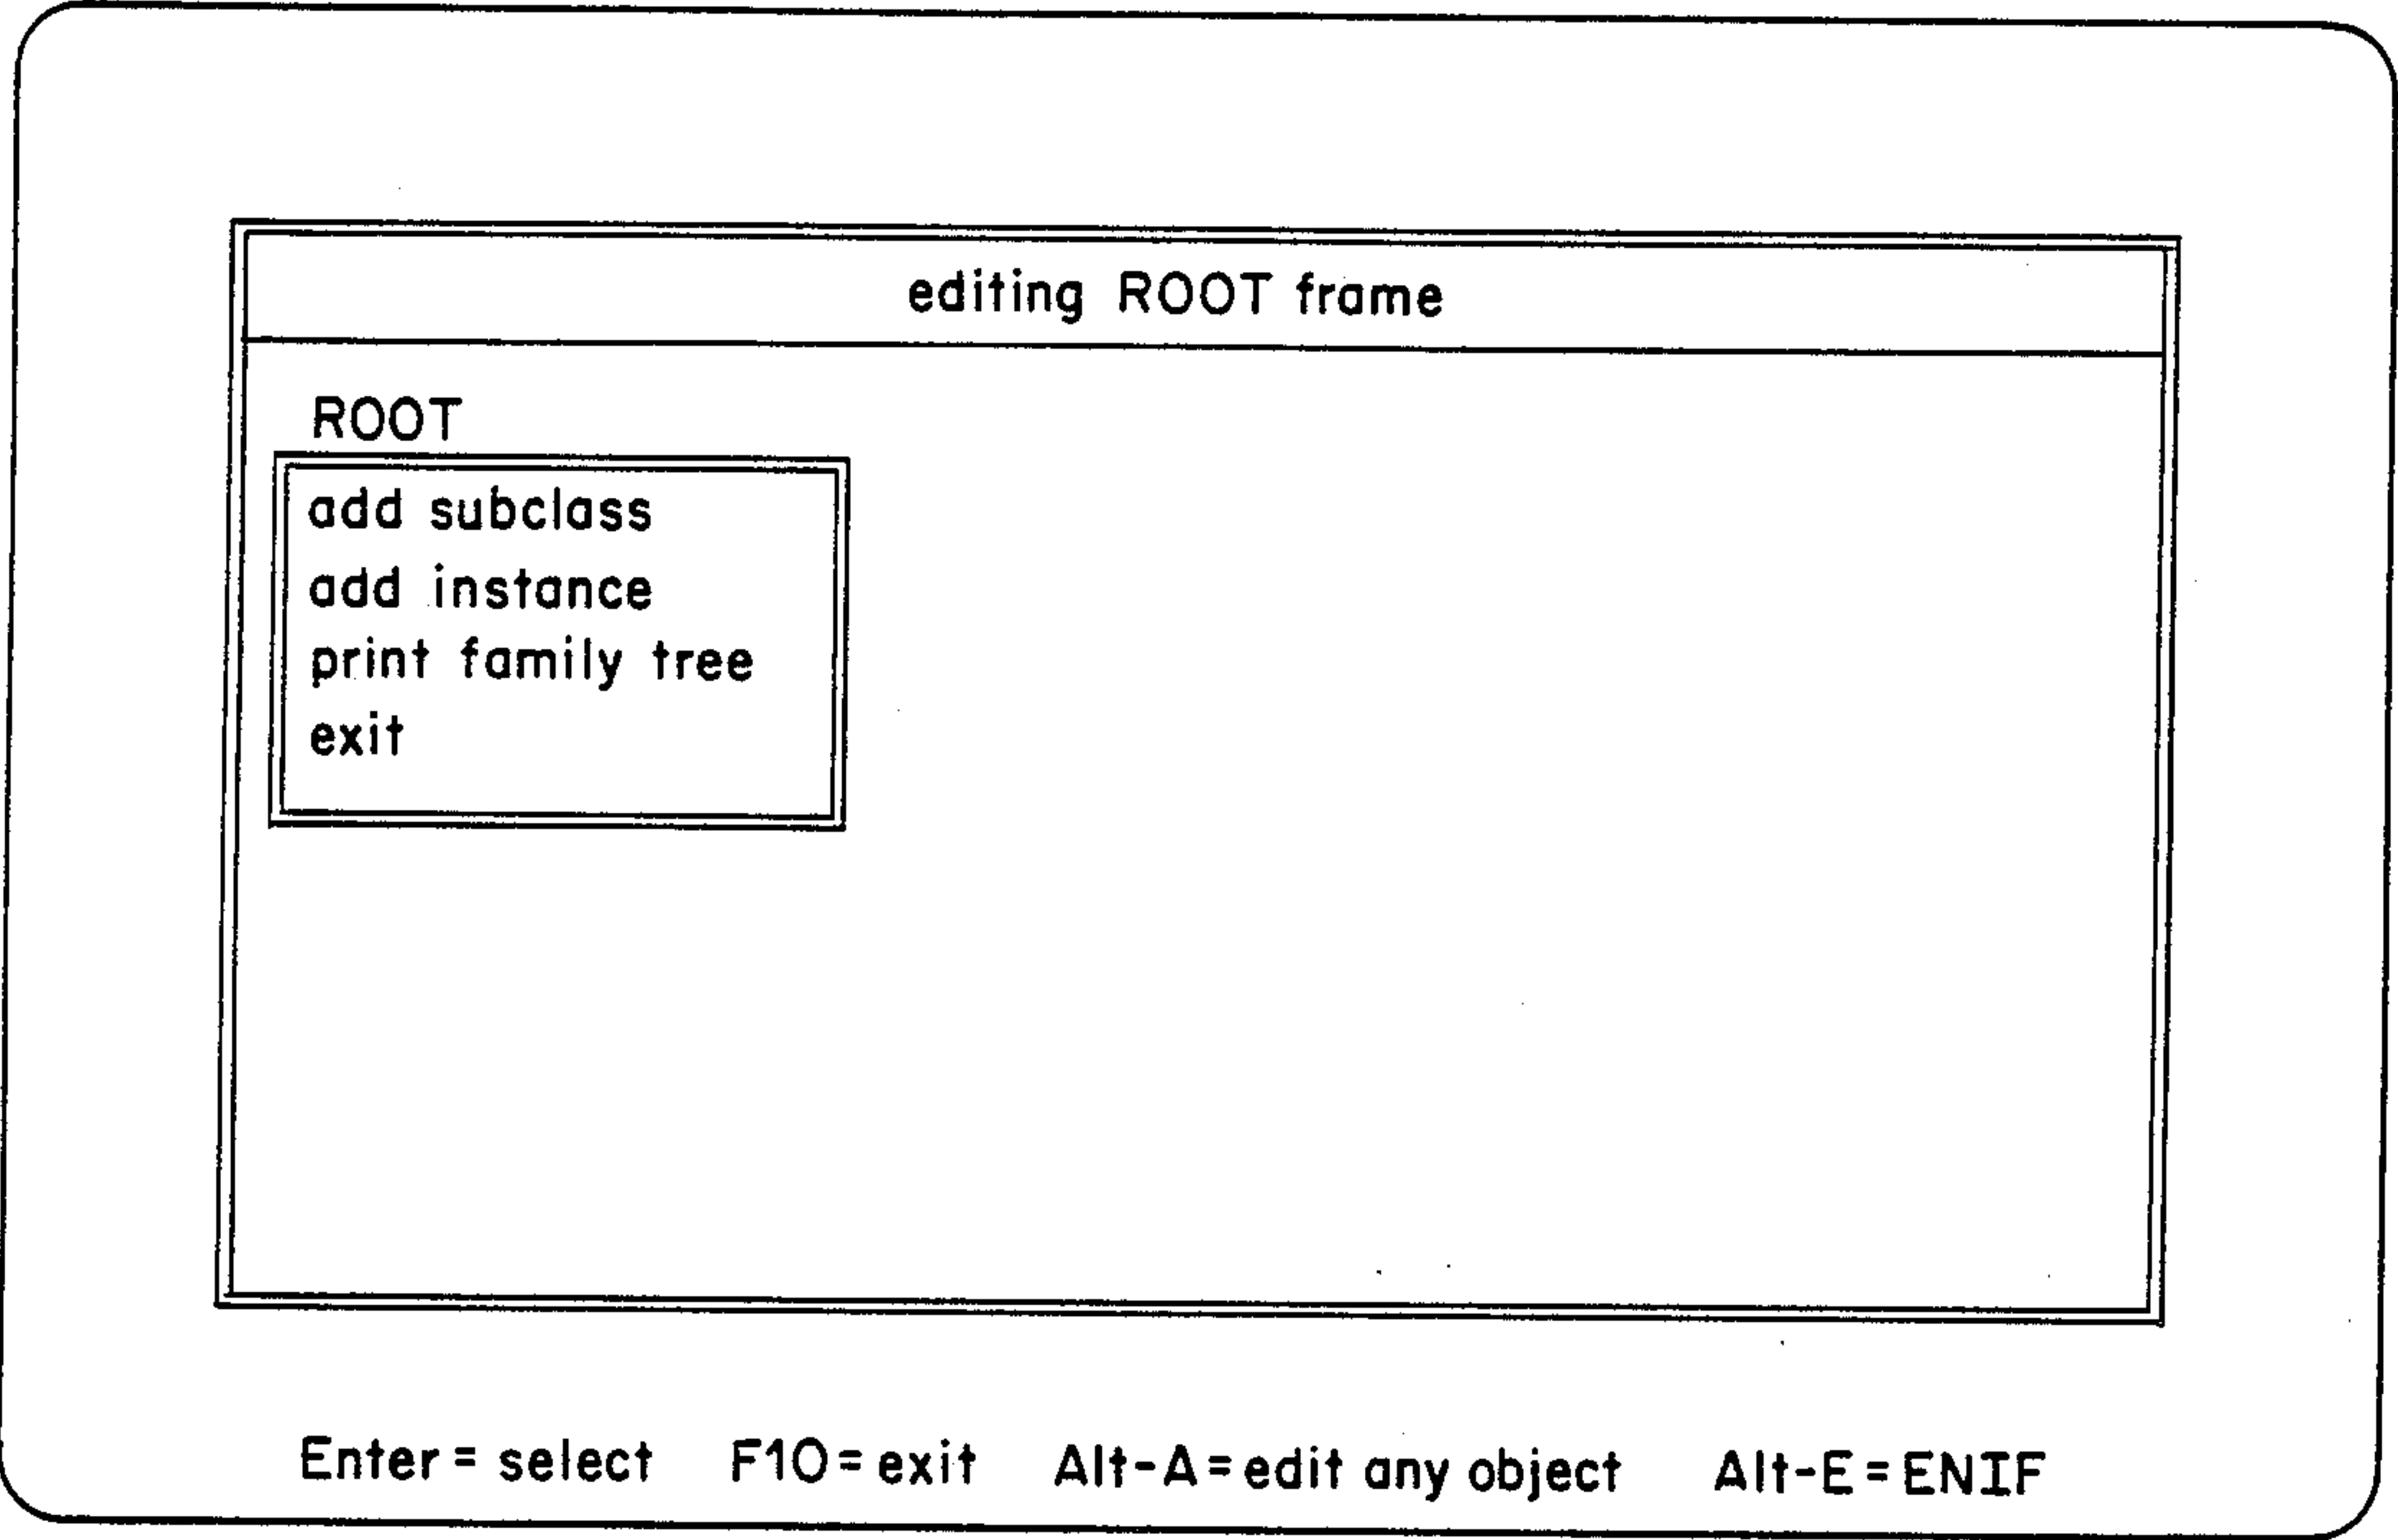 editing ROOT frame
ROOT
add subclass
add instance
print family tree
exit
Enter = select F10 = exit Alt-A = edit any object Alt-E = ENIF